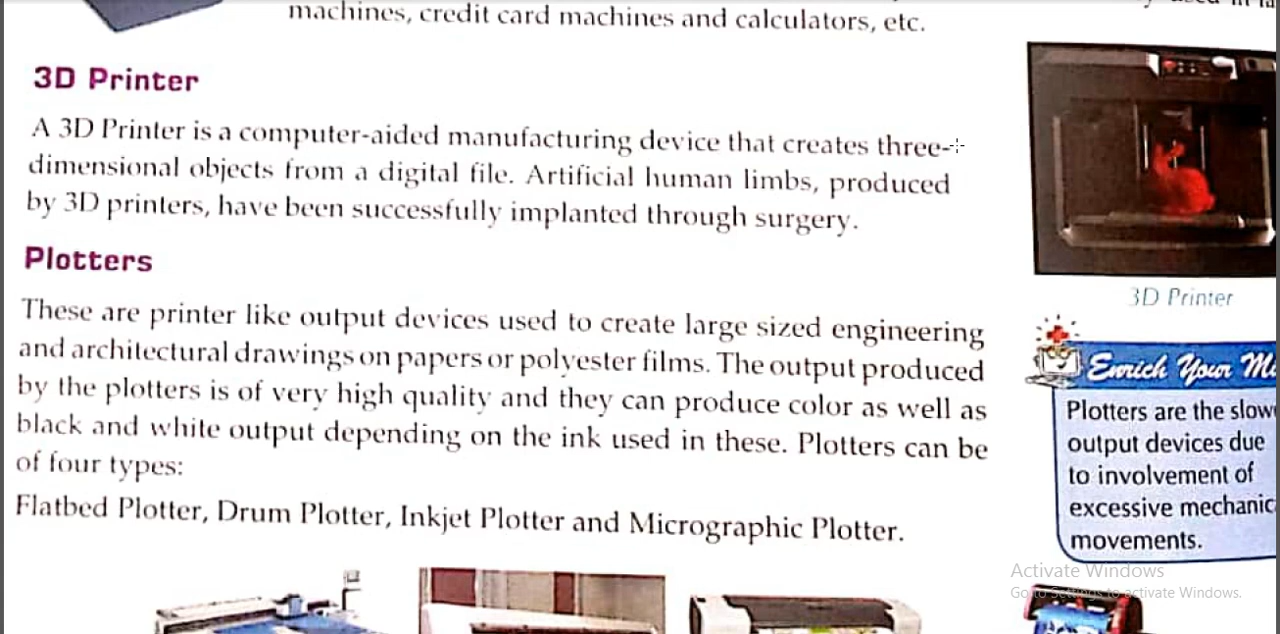 machines, credit card machines and calculators, etc.
3D Printer
A 3D Printer is a computer-aided manufacturing device that creates three-
dimensional objects from a digital file. Artificial human limbs, produced
by 3D printers, have been successfully implanted through surgery.
Plotters
These are printer like output devices used to create large sized engineering
and architectural drawings on papers or polyester films. The output produced
by the plotters is of very high quality and they can produce color as well as
black and white output depending on the ink used in these. Plotters can be
of four types:
Flatbed Plotter, Drum Plotter, Inkjet Plotter and Micrographic Plotter.
3D Printer
Enrich Your
Plotters are the
output devices due
to involvement of
excessive
movements.
Activate Windows
Go to Settings to activate Windows.